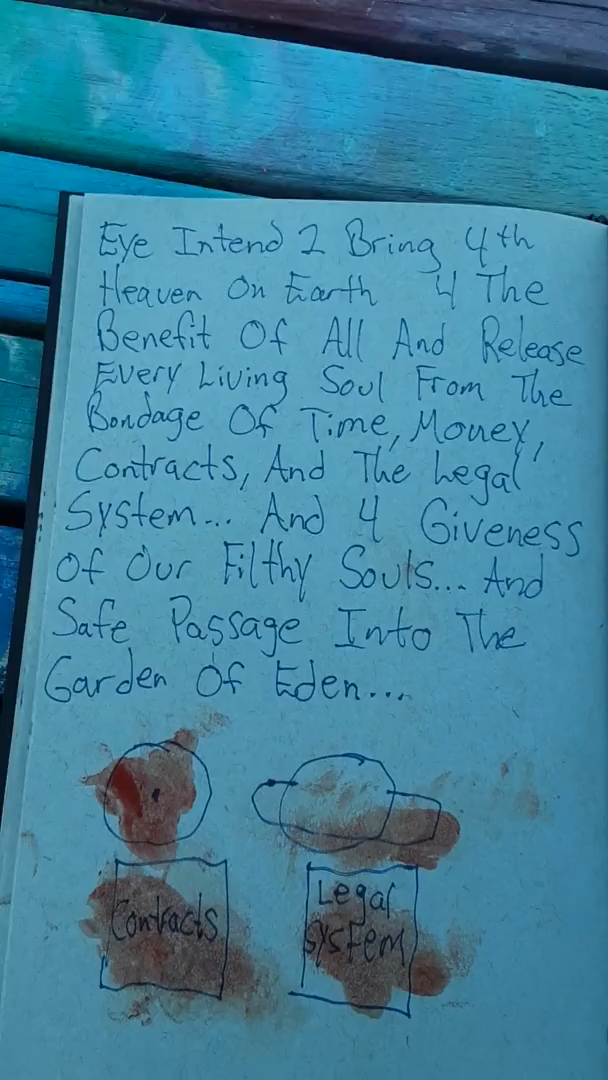 Eye Intend 2 Bring 4th
Heaven On Earth 4 The
Benefit Of All And Release
Every Living Soul From The
Bondage Of Time, Money,
Contracts, And The Legal
System... And 4 Giveness
Of Our Filthy Souls... And
Safe Passage Into The
Garden Of Eden...
Contracts
Legal
System